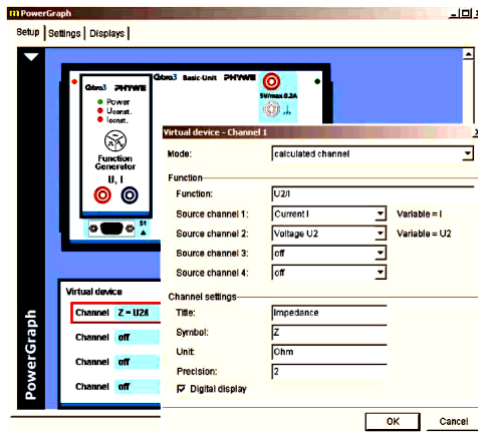 PowerGraph
Setup Settings Displays
Cobra3 Basic-Unit PHYWE
Cobra3 PHYWE
Power
Uconst.
Iconst.
5V/max.0.2A
Function
Generator
U, I
S1
Virtual device - Channel 1
Mode: calculated channel
Function
Function: U2/I
Source channel 1: Current I Variable = I
Source channel 2: Voltage U2 Variable = U2
Source channel 3: off
Source channel 4: off
Channel settings
Title: Impedance
Symbol: Z
Unit: Ohm
Precision: 2
Digital display
OK Cancel
Virtual device
Channel Z = U2/I
Channel off
Channel off
Channel off
PowerGraph